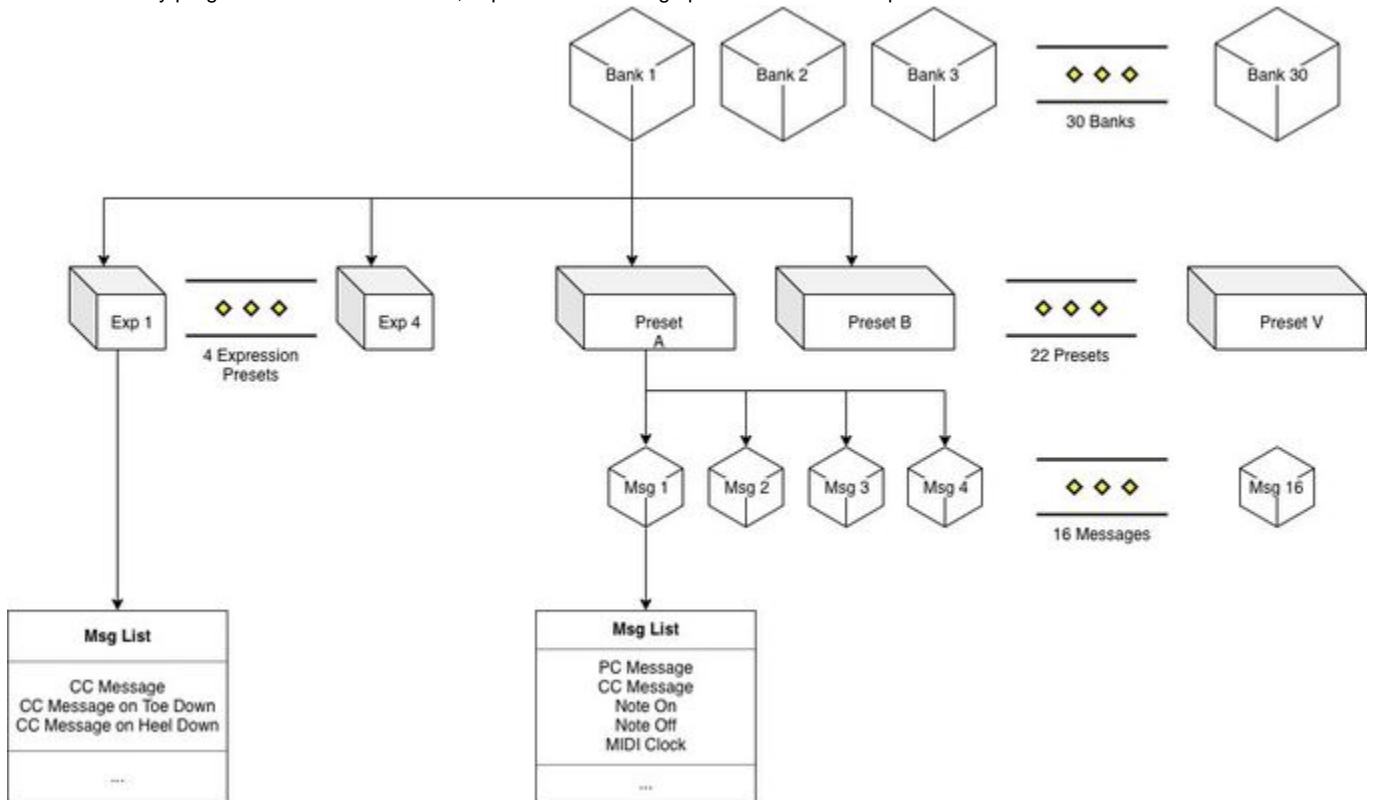 Bank 1
Bank 2
Bank 3
Bank 30
30 Banks
Exp 1
Exp 4
Preset
A
Preset B
Preset V
4 Expression
Presets
22 Presets
Msg 1
Msg 2
Msg 3
Msg 4
Msg 16
16 Messages
Msg List
CC Message
CC Message on Toe Down
CC Message on Heel Down
...
Msg List
PC Message
CC Message
Note On
Note Off
MIDI Clock
...